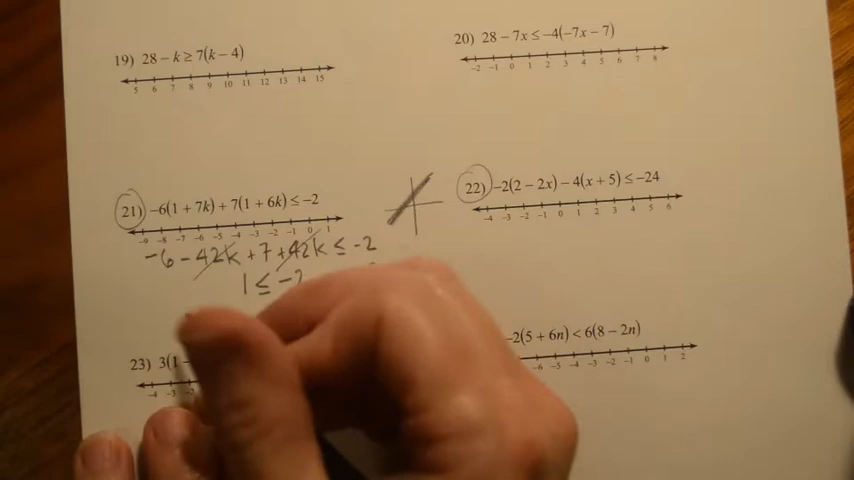 19) 28 − k ≥ 7(k − 4)
5 6 7 8 9 10 11 12 13 14 15
20) 28 − 7x ≤ −4(−7x − 7)
−2 −1 0 1 2 3 4 5 6 7 8
21) −6(1 + 7k) + 7(1 + 6k) ≤ −2
−9 −8 −7 −6 −5 −4 −3 −2 −1 0 1
-6 - 42k + 7 + 42k ≤ -2
1 ≤ -2
22) −2(2 − 2x) − 4(x + 5) ≤ −24
−4 −3 −2 −1 0 1 2 3 4 5 6
23) 3(1
−4 −3
−2(5 + 6n) < 6(8 − 2n)
−6 −5 −4 −3 −2 −1 0 1 2